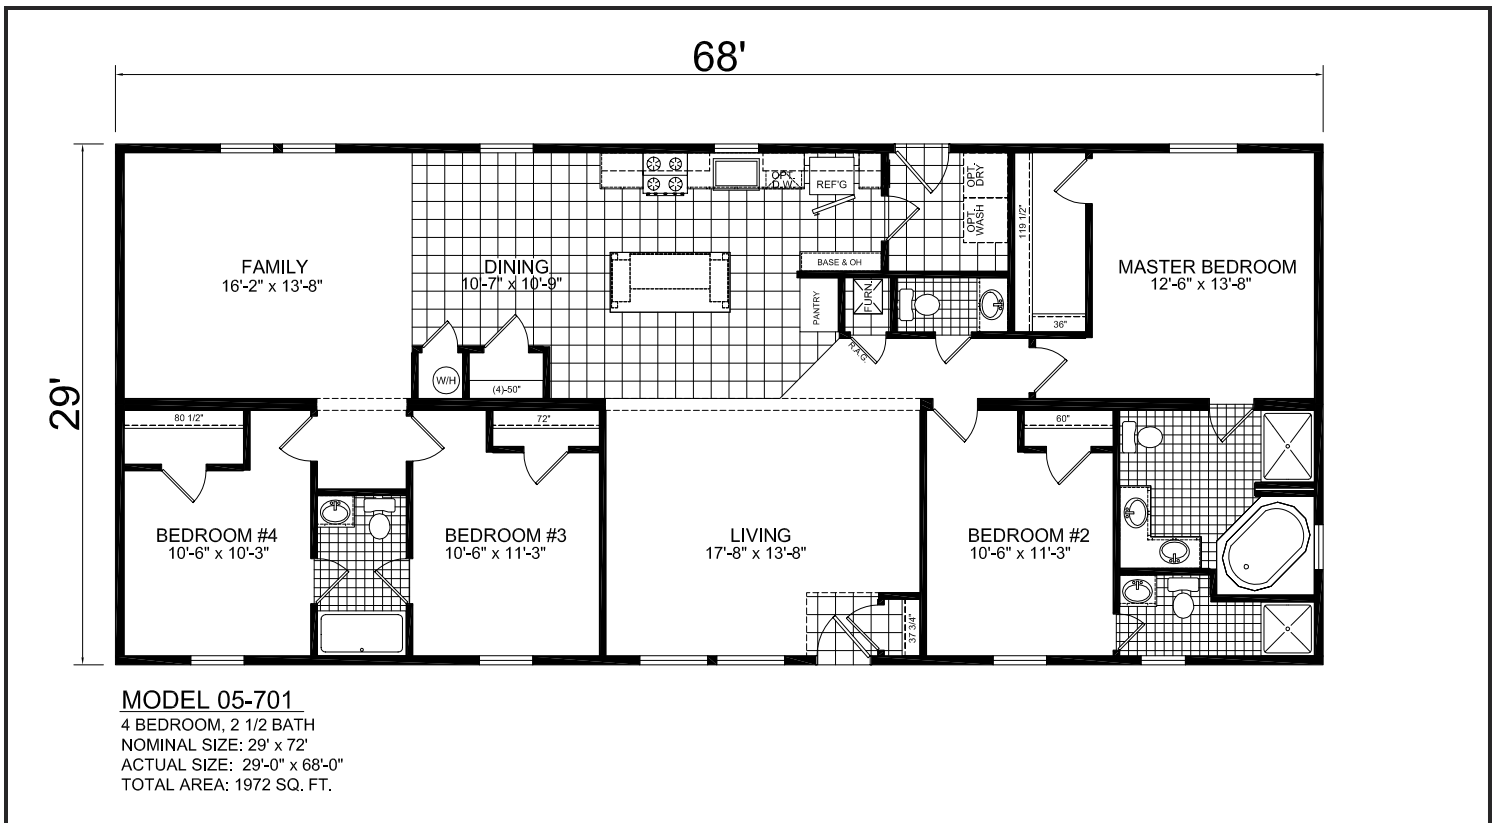 68'
29'
FAMILY
16'-2" x 13'-8"
DINING
10'-7" x 10'-9"
OPT.
D.W.
REF'G
BASE & OH
PANTRY
FURN.
R.A.G.
OPT.
DRY
OPT.
WASH
119 1/2"
36"
MASTER BEDROOM
12'-6" x 13'-8"
W/H
(4)-50"
80 1/2"
72"
60"
BEDROOM #4
10'-6" x 10'-3"
BEDROOM #3
10'-6" x 11'-3"
LIVING
17'-8" x 13'-8"
BEDROOM #2
10'-6" x 11'-3"
37 3/4"
MODEL 05-701
4 BEDROOM, 2 1/2 BATH
NOMINAL SIZE: 29' x 72'
ACTUAL SIZE: 29'-0" x 68'-0"
TOTAL AREA: 1972 SQ. FT.